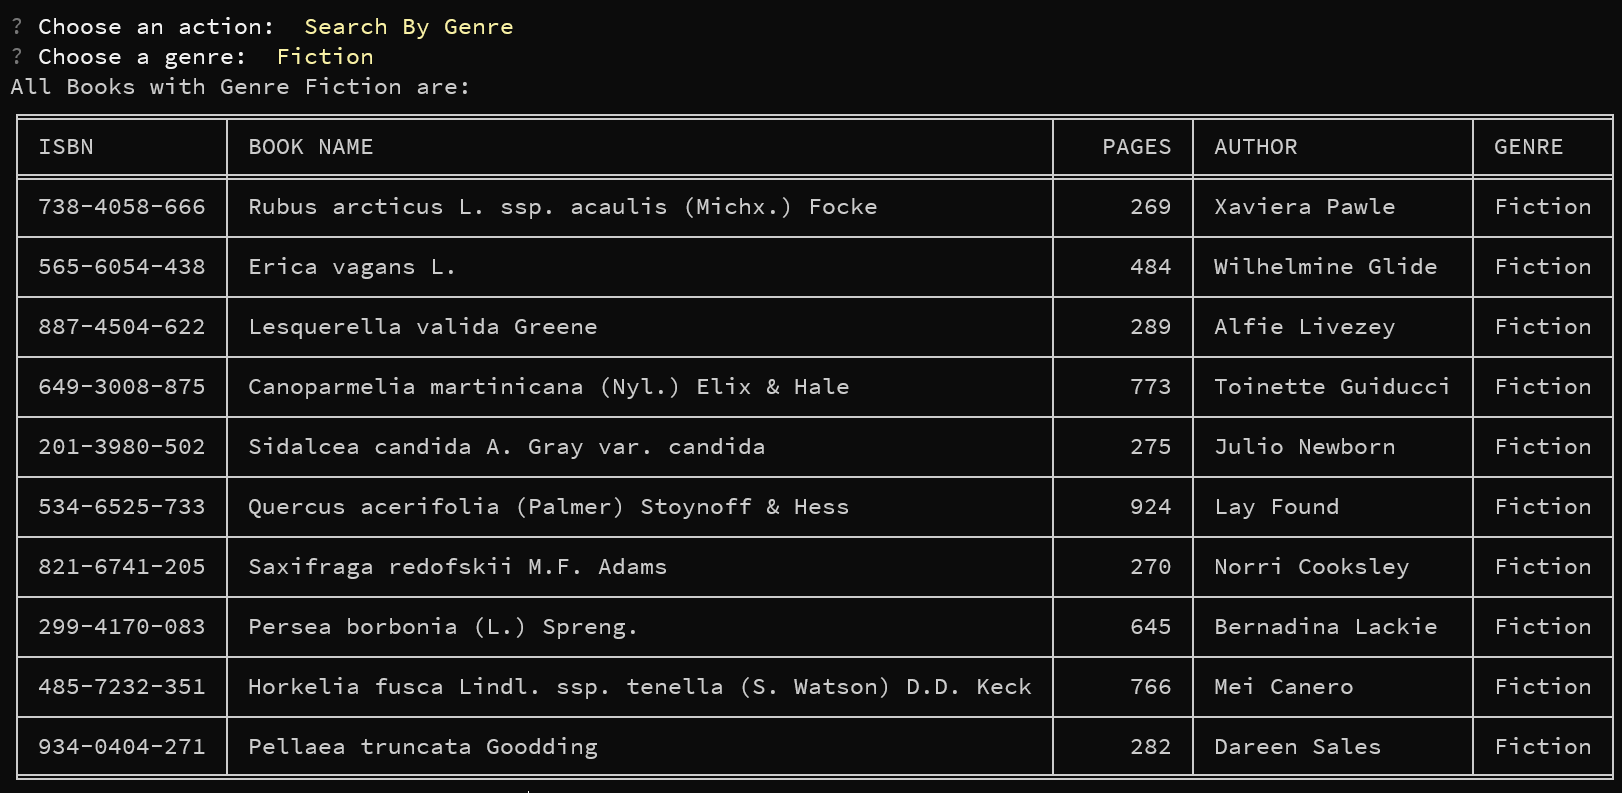 ? Choose an action:  Search By Genre
? Choose a genre:  Fiction
All Books with Genre Fiction are:
ISBN BOOK NAME PAGES AUTHOR GENRE
738-4058-666 Rubus arcticus L. ssp. acaulis (Michx.) Focke 269 Xaviera Pawle Fiction
565-6054-438 Erica vagans L. 484 Wilhelmine Glide Fiction
887-4504-622 Lesquerella valida Greene 289 Alfie Livezey Fiction
649-3008-875 Canoparmelia martinicana (Nyl.) Elix & Hale 773 Toinette Guiducci Fiction
201-3980-502 Sidalcea candida A. Gray var. candida 275 Julio Newborn Fiction
534-6525-733 Quercus acerifolia (Palmer) Stoynoff & Hess 924 Lay Found Fiction
821-6741-205 Saxifraga redofskii M.F. Adams 270 Norri Cooksley Fiction
299-4170-083 Persea borbonia (L.) Spreng. 645 Bernadina Lackie Fiction
485-7232-351 Horkelia fusca Lindl. ssp. tenella (S. Watson) D.D. Keck 766 Mei Canero Fiction
934-0404-271 Pellaea truncata Goodding 282 Dareen Sales Fiction